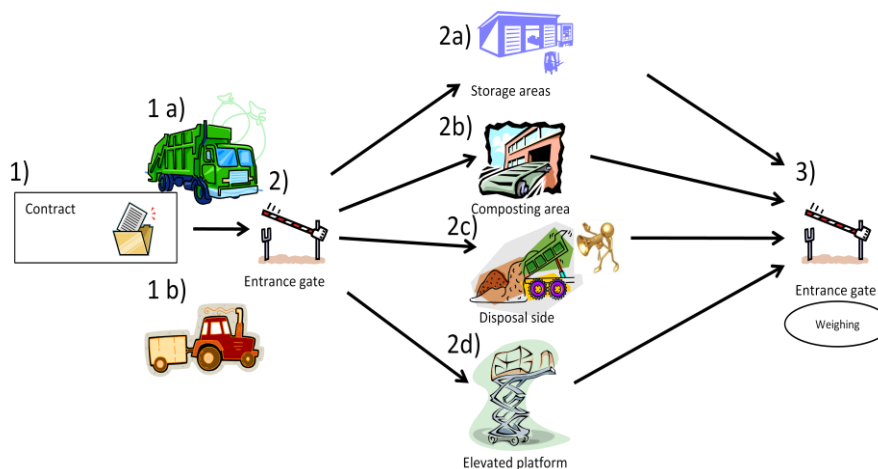 1)
Contract
1 a)
1 b)
2)
Entrance gate
2a)
Storage areas
2b)
Composting area
2c)
Disposal side
2d)
Elevated platform
3)
Entrance gate
Weighing